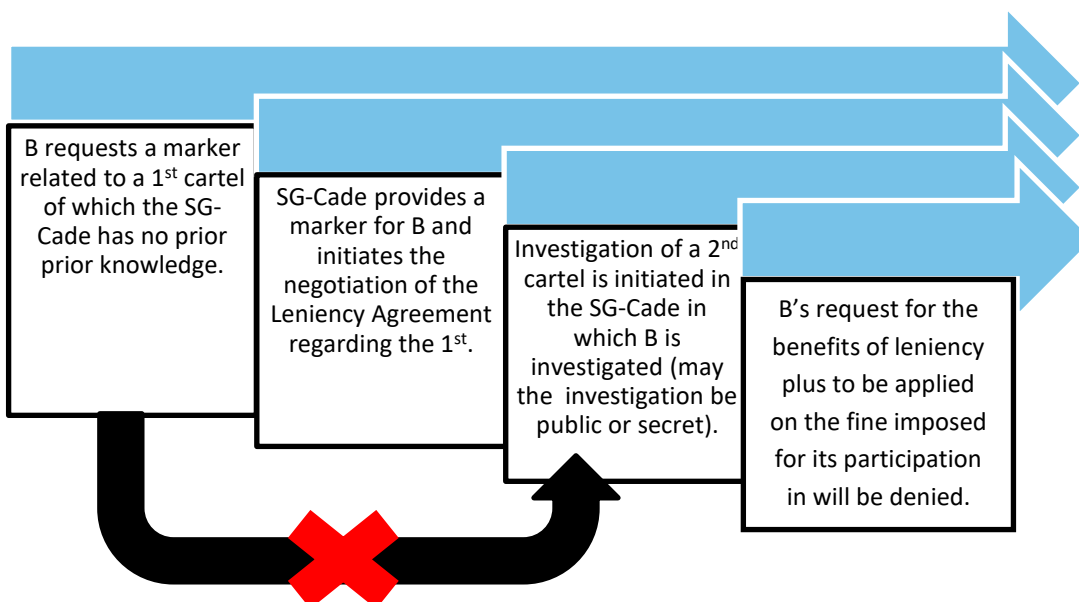 B requests a marker
related to a 1st cartel
of which the SG-
Cade has no prior
prior knowledge.
SG-Cade provides a
marker for B and
initiates the
negotiation of the
Leniency Agreement
regarding the 1st.
Investigation of a 2nd
cartel is initiated in
the SG-Cade in
which B is
investigated (may
the investigation be
public or secret).
B’s request for the
benefits of leniency
plus to be applied
on the fine imposed
for its participation
in will be denied.